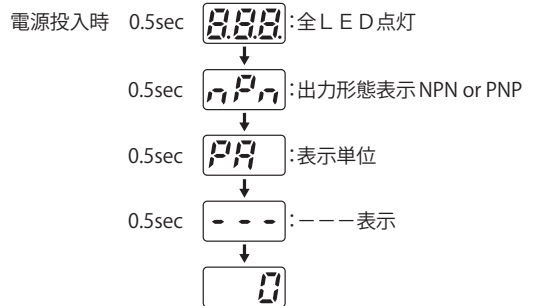 電源投入時 0.5sec 8.8.8. :全ＬＥＤ点灯
0.5sec nPn :出力形態表示 NPN or PNP
0.5sec PA :表示単位
0.5sec - - - :－－－表示
0